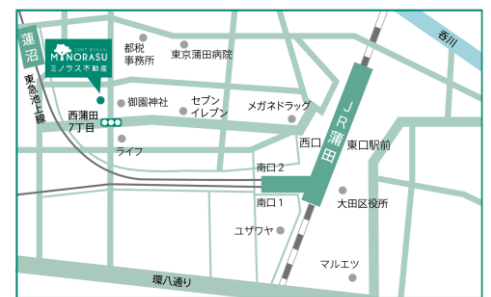 蓮沼
東急池上線
MINORASU
ミノラス不動産
都税
事務所
東京蒲田病院
呑川
西蒲田
7丁目
御園神社
セブン
イレブン
メガネドラッグ
ライフ
西口
JR蒲田
東口駅前
南口2
南口1
大田区役所
ユザワヤ
マルエツ
環八通り